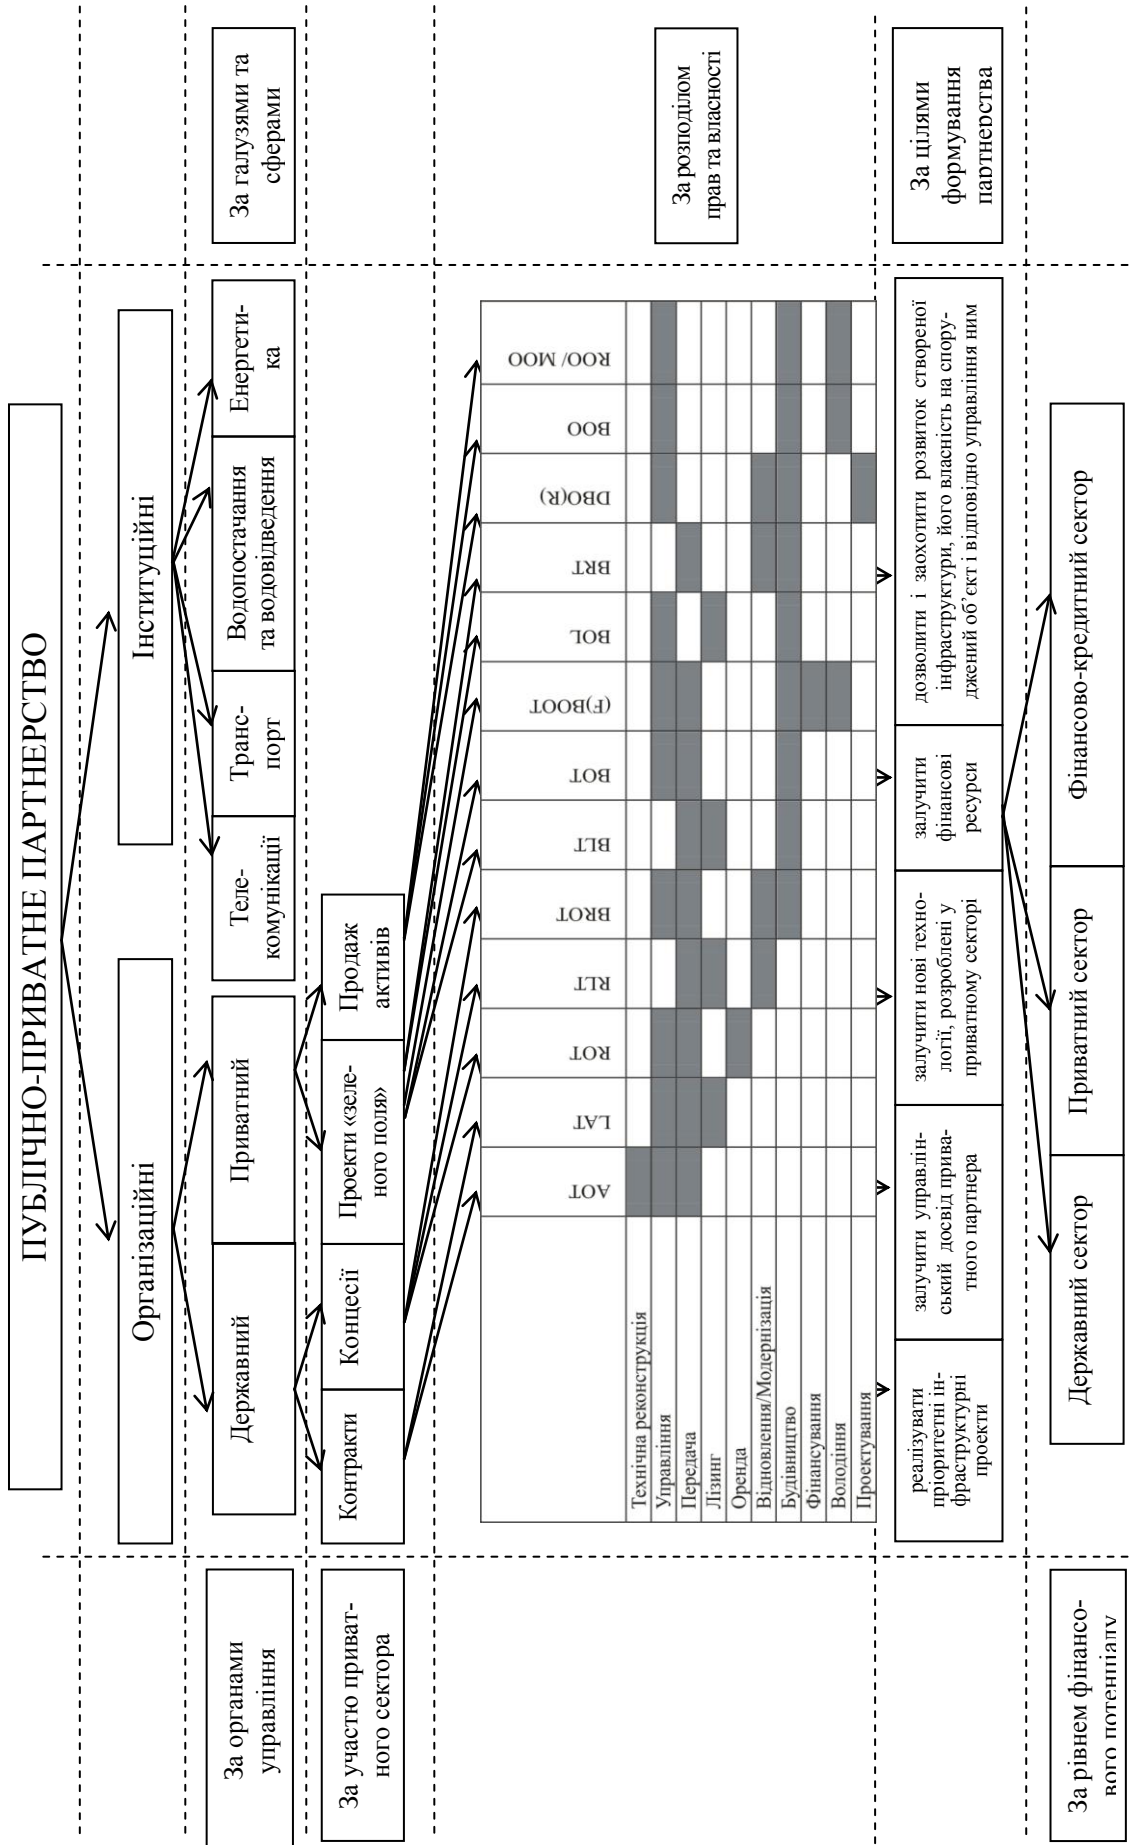 ПУБЛІЧНО-ПРИВАТНЕ ПАРТНЕРСТВО
Організаційні
Інституційні
За органами
управління
Державний
Приватний
Теле-
комунікації
Транс-
порт
Водопостачання
та водовідведення
Енергети-
ка
За галузями та
сферами
За участю приват-
ного сектора
Контракти
Концесії
Проекти «зеле-
ного поля»
Продаж
активів
AOT
LAT
ROT
RLT
BROT
BLT
BOT
(F)BOOT
BOL
BRT
DBO(R)
BOO
ROO/ MOO
Технічна реконструкція
Управління
Передача
Лізинг
Оренда
Відновлення/Модернізація
Будівництво
Фінансування
Володіння
Проектування
За розподілом
прав та власності
реалізувати
пріоритетні ін-
фраструктурні
проекти
залучити управлін-
ський досвід прива-
тного партнера
залучити нові техно-
логії, розроблені у
приватному секторі
залучити
фінансові
ресурси
дозволити і заохотити розвиток створеної
інфраструктури, його власність на спору-
джений об’єкт і відповідно управління ним
За цілями
формування
партнерства
За рівнем фінансо-
вого потенціалу
Державний сектор
Приватний сектор
Фінансово-кредитний сектор